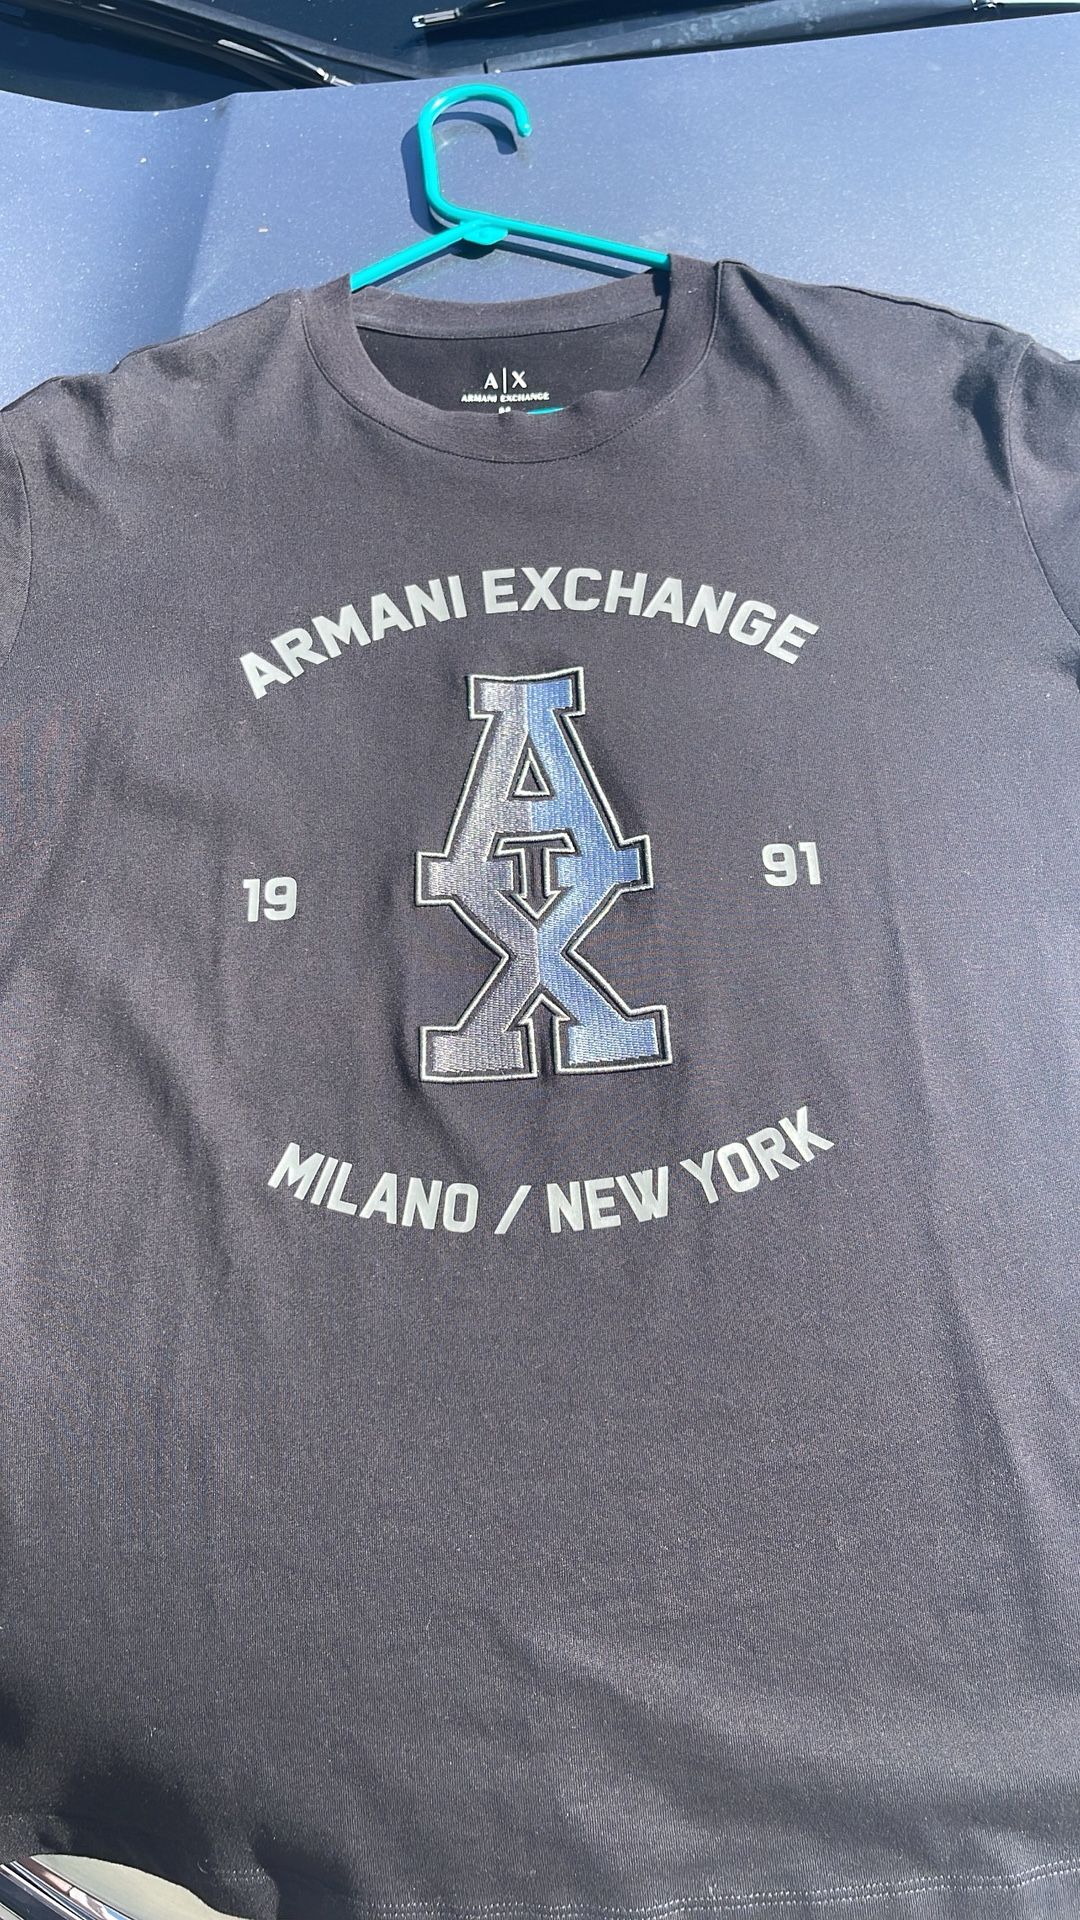 A|X
ARMANI EXCHANGE
ARMANI EXCHANGE
AX
19 91
MILANO / NEW YORK